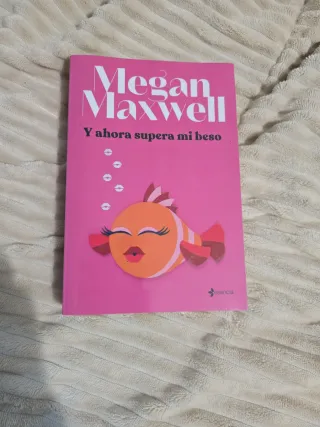 Megan
Maxwell
Y ahora supera mi beso